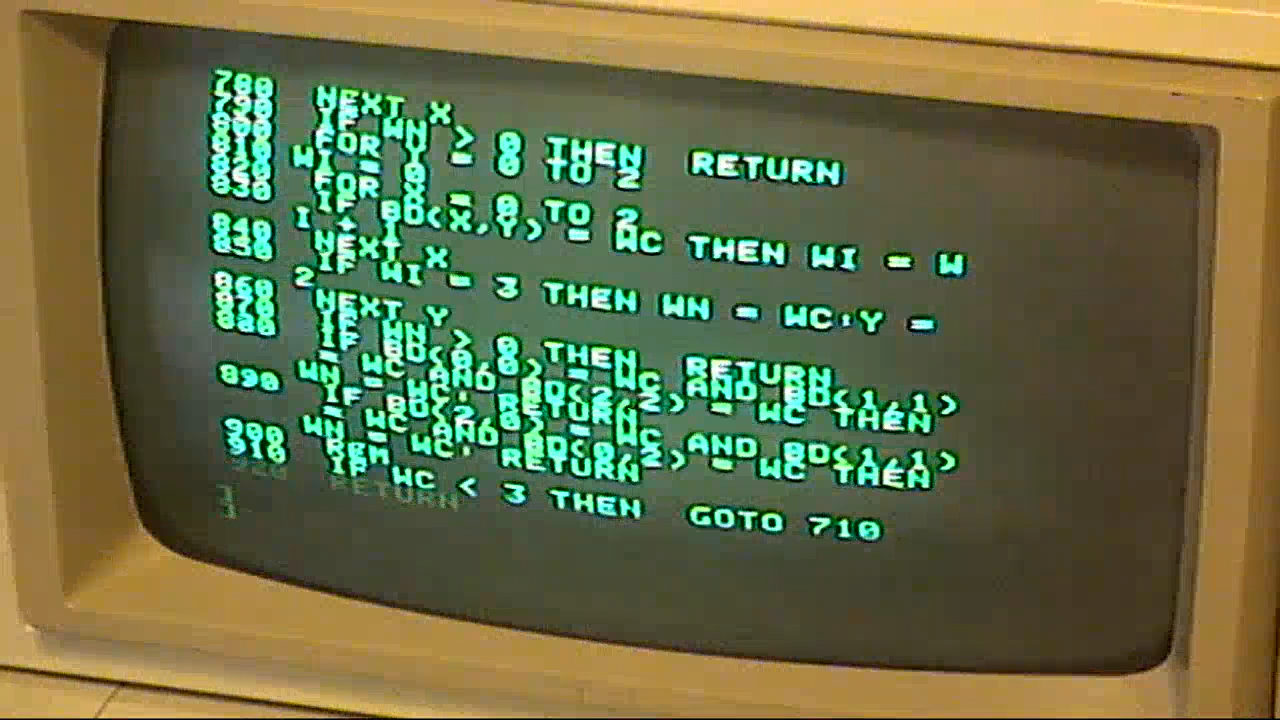 780 NEXT X
790 IF WN > 0 THEN RETURN
800 FOR Y = 0 TO 2
810 WI = 0
820 FOR X = 0 TO 2
830 IF BD(X,Y) = WC THEN WI = W
I + 1
840 NEXT X
850 IF WI = 3 THEN WN = WC:Y =
2
860 NEXT Y
870 IF WN > 0 THEN RETURN
880 IF BD(0,0) = WC AND BD(1,1)
= WC AND BD(2,2) = WC THEN
WN = WC: RETURN
890 IF BD(2,0) = WC AND BD(1,1)
= WC AND BD(0,2) = WC THEN
WN = WC: RETURN
900 REM
910 IF WC < 3 THEN GOTO 710
920 RETURN
]